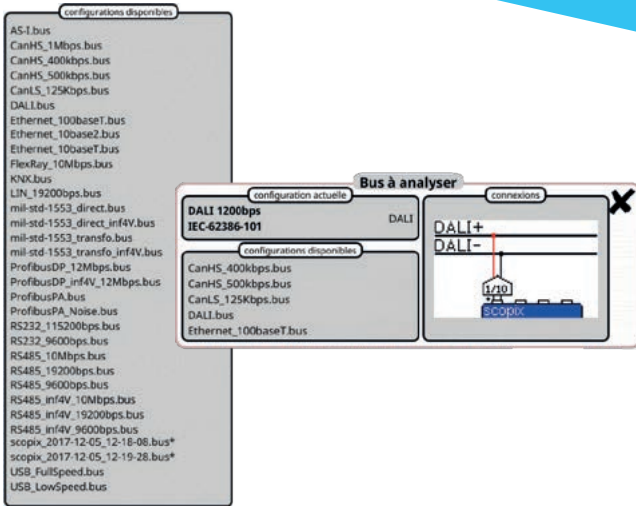 configurations disponibles
AS-I.bus
CanHS_1Mbps.bus
CanHS_400kbps.bus
CanHS_500kbps.bus
CanLS_125Kbps.bus
DALI.bus
Ethernet_100baseT.bus
Ethernet_10base2.bus
Ethernet_10baseT.bus
FlexRay_10Mbps.bus
KNX.bus
LIN_19200bps.bus
mil-std-1553_direct.bus
mil-std-1553_direct_inf4V.bus
mil-std-1553_transfo.bus
mil-std-1553_transfo_inf4V.bus
ProfibusDP_12Mbps.bus
ProfibusDP_inf4V_12Mbps.bus
ProfibusPA.bus
ProfibusPA_Noise.bus
RS232_115200bps.bus
RS232_9600bps.bus
RS485_10Mbps.bus
RS485_19200bps.bus
RS485_9600bps.bus
RS485_inf4V_10Mbps.bus
RS485_inf4V_19200bps.bus
RS485_inf4V_9600bps.bus
scopix_2017-12-05_12-18-08.bus*
scopix_2017-12-05_12-19-28.bus*
USB_FullSpeed.bus
USB_LowSpeed.bus
Bus à analyser
configuration actuelle
DALI 1200bps
IEC-62386-101
DALI
configurations disponibles
CanHS_400kbps.bus
CanHS_500kbps.bus
CanLS_125Kbps.bus
DALI.bus
Ethernet_100baseT.bus
connexions
DALI+
DALI-
1/10
scopix